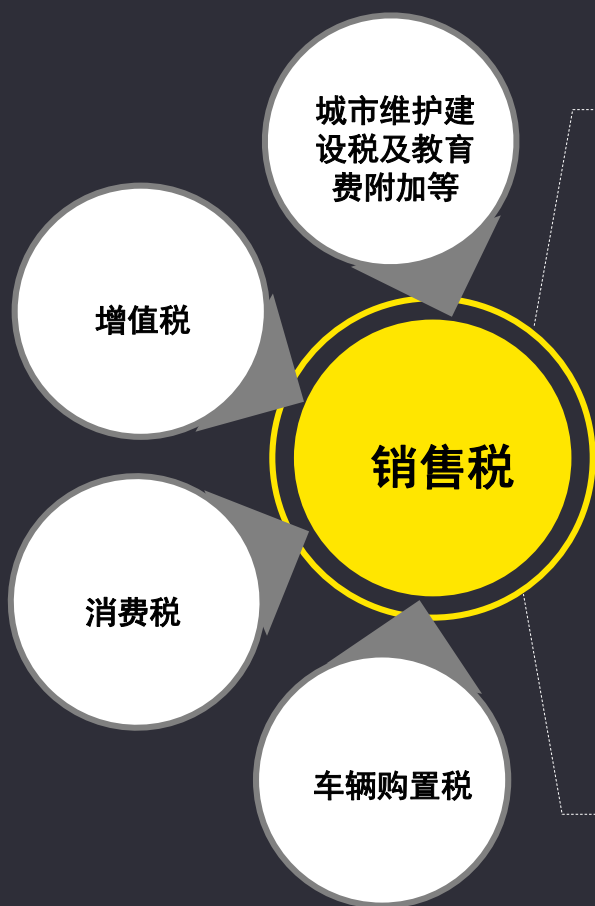 城市维护建
设税及教育
费附加等
增值税
销售税
消费税
车辆购置税